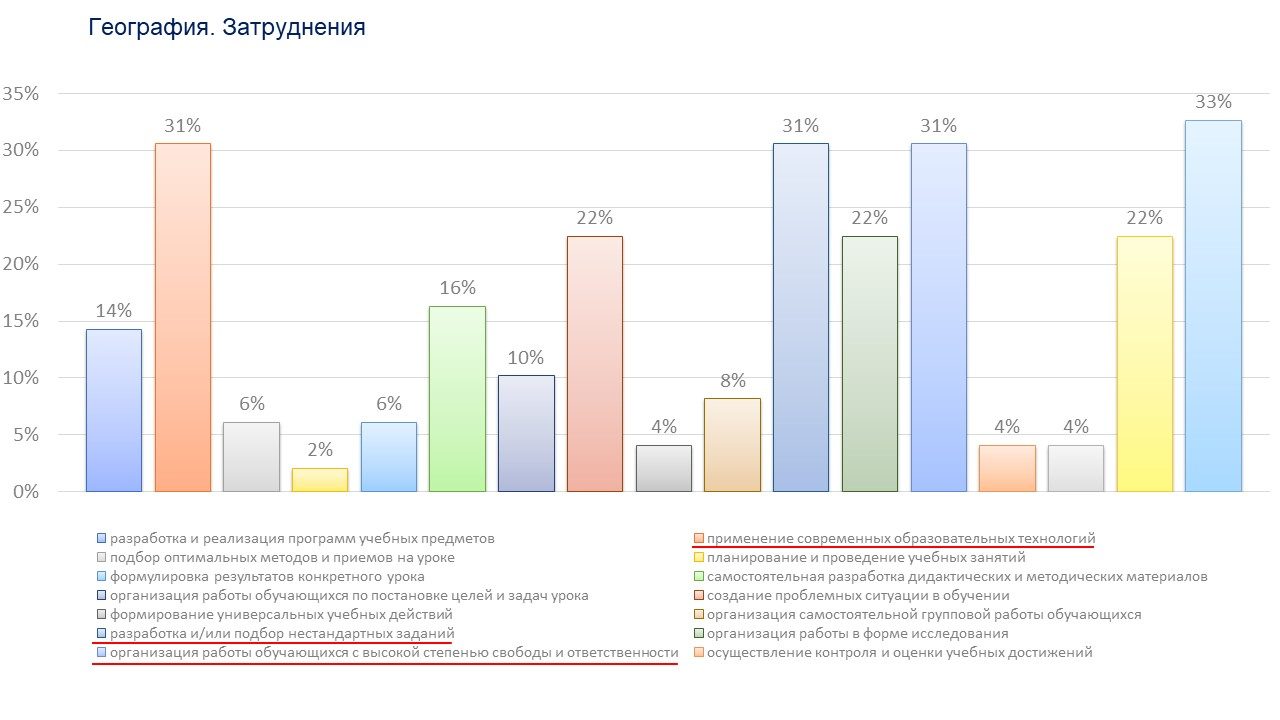 География. Затруднения
35%
30%
25%
20%
15%
10%
5%
0%
14%
31%
6%
2%
6%
16%
10%
22%
4%
8%
31%
22%
31%
4%
4%
22%
33%
разработка и реализация программ учебных предметов
применение современных образовательных технологий
подбор оптимальных методов и приемов на уроке
планирование и проведение учебных занятий
формулировка результатов конкретного урока
самостоятельная разработка дидактических и методических материалов
организация работы обучающихся по постановке целей и задач урока
создание проблемных ситуации в обучении
формирование универсальных учебных действий
организация самостоятельной групповой работы обучающихся
разработка и/или подбор нестандартных заданий
организация работы в форме исследования
организация работы обучающихся с высокой степенью свободы и ответственности
осуществление контроля и оценки учебных достижений